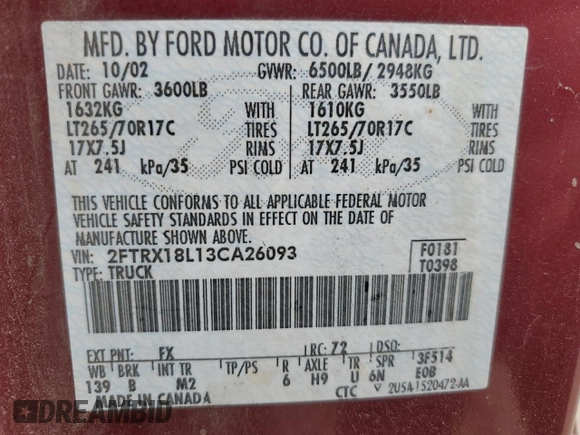 MFD. BY FORD MOTOR CO. OF CANADA, LTD.
DATE: 10/02 GVWR: 6500LB/ 2948KG
FRONT GAWR: 3600LB REAR GAWR: 3550LB
1632KG WITH 1610KG WITH
LT265/70R17C TIRES LT265/70R17C TIRES
17X7.5J RIMS 17X7.5J RIMS
AT 241 kPa/35 PSI COLD AT 241 kPa/35 PSI COLD
THIS VEHICLE CONFORMS TO ALL APPLICABLE FEDERAL MOTOR
VEHICLE SAFETY STANDARDS IN EFFECT ON THE DATE OF
MANUFACTURE SHOWN ABOVE.
VIN: 2FTRX18L13CA26093 F0181
TYPE: TRUCK T0398
EXT PNT: FX RC: 72 DSO:
WB BRK INT TR TP/PS R AXLE TR SPR 3F514
139 B M2 6 H9 U 6N EOB
MADE IN CANADA CTC V 2U5A-1520472-AA
DREAMBID